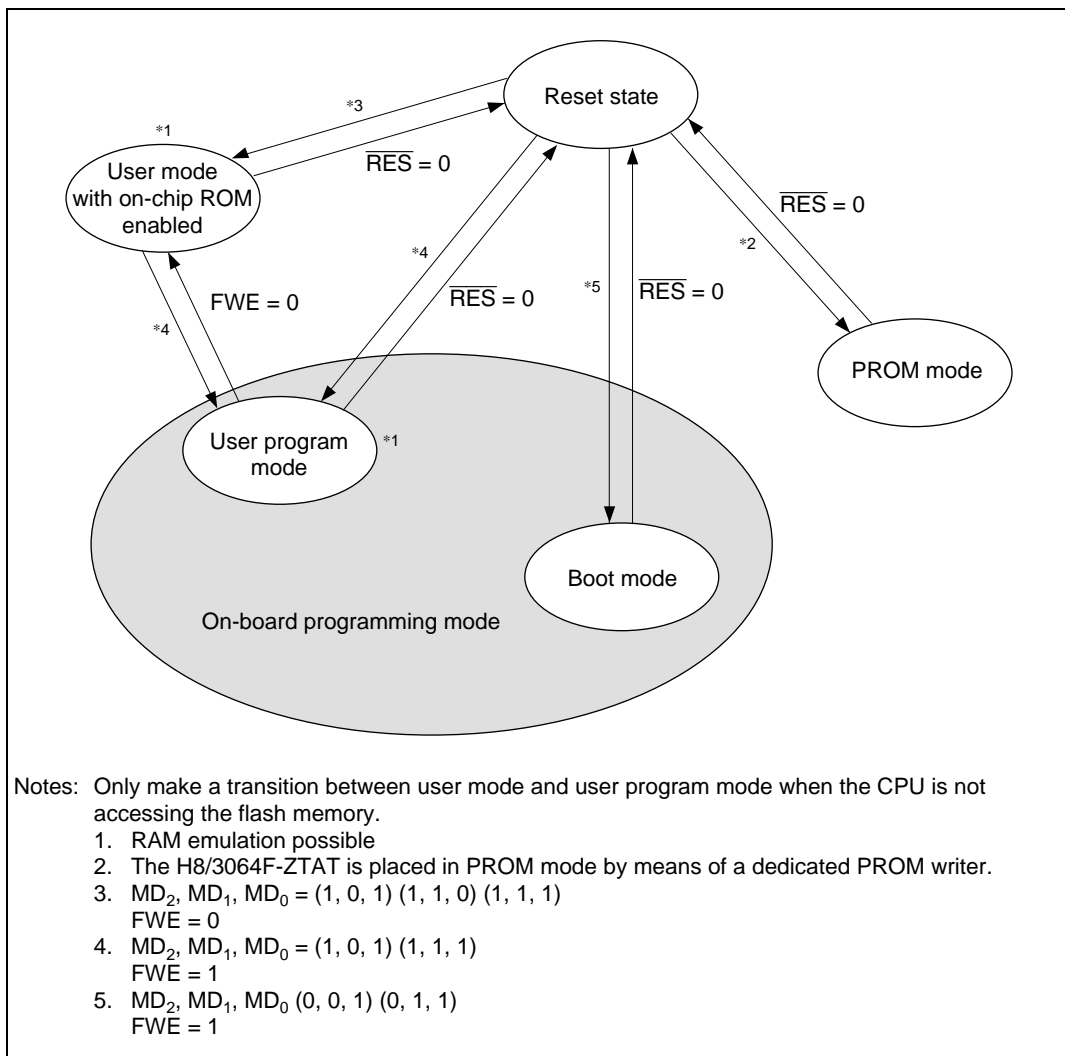 Reset state
*3
*1
User mode
with on-chip ROM
enabled
R̅E̅S̅ = 0
*4
R̅E̅S̅ = 0
*5
R̅E̅S̅ = 0
*2
R̅E̅S̅ = 0
FWE = 0
*4
PROM mode
User program
mode
*1
Boot mode
On-board programming mode
Notes: Only make a transition between user mode and user program mode when the CPU is not
accessing the flash memory.
1. RAM emulation possible
2. The H8/3064F-ZTAT is placed in PROM mode by means of a dedicated PROM writer.
3. MD₂, MD₁, MD₀ = (1, 0, 1) (1, 1, 0) (1, 1, 1)
FWE = 0
4. MD₂, MD₁, MD₀ = (1, 0, 1) (1, 1, 1)
FWE = 1
5. MD₂, MD₁, MD₀ (0, 0, 1) (0, 1, 1)
FWE = 1